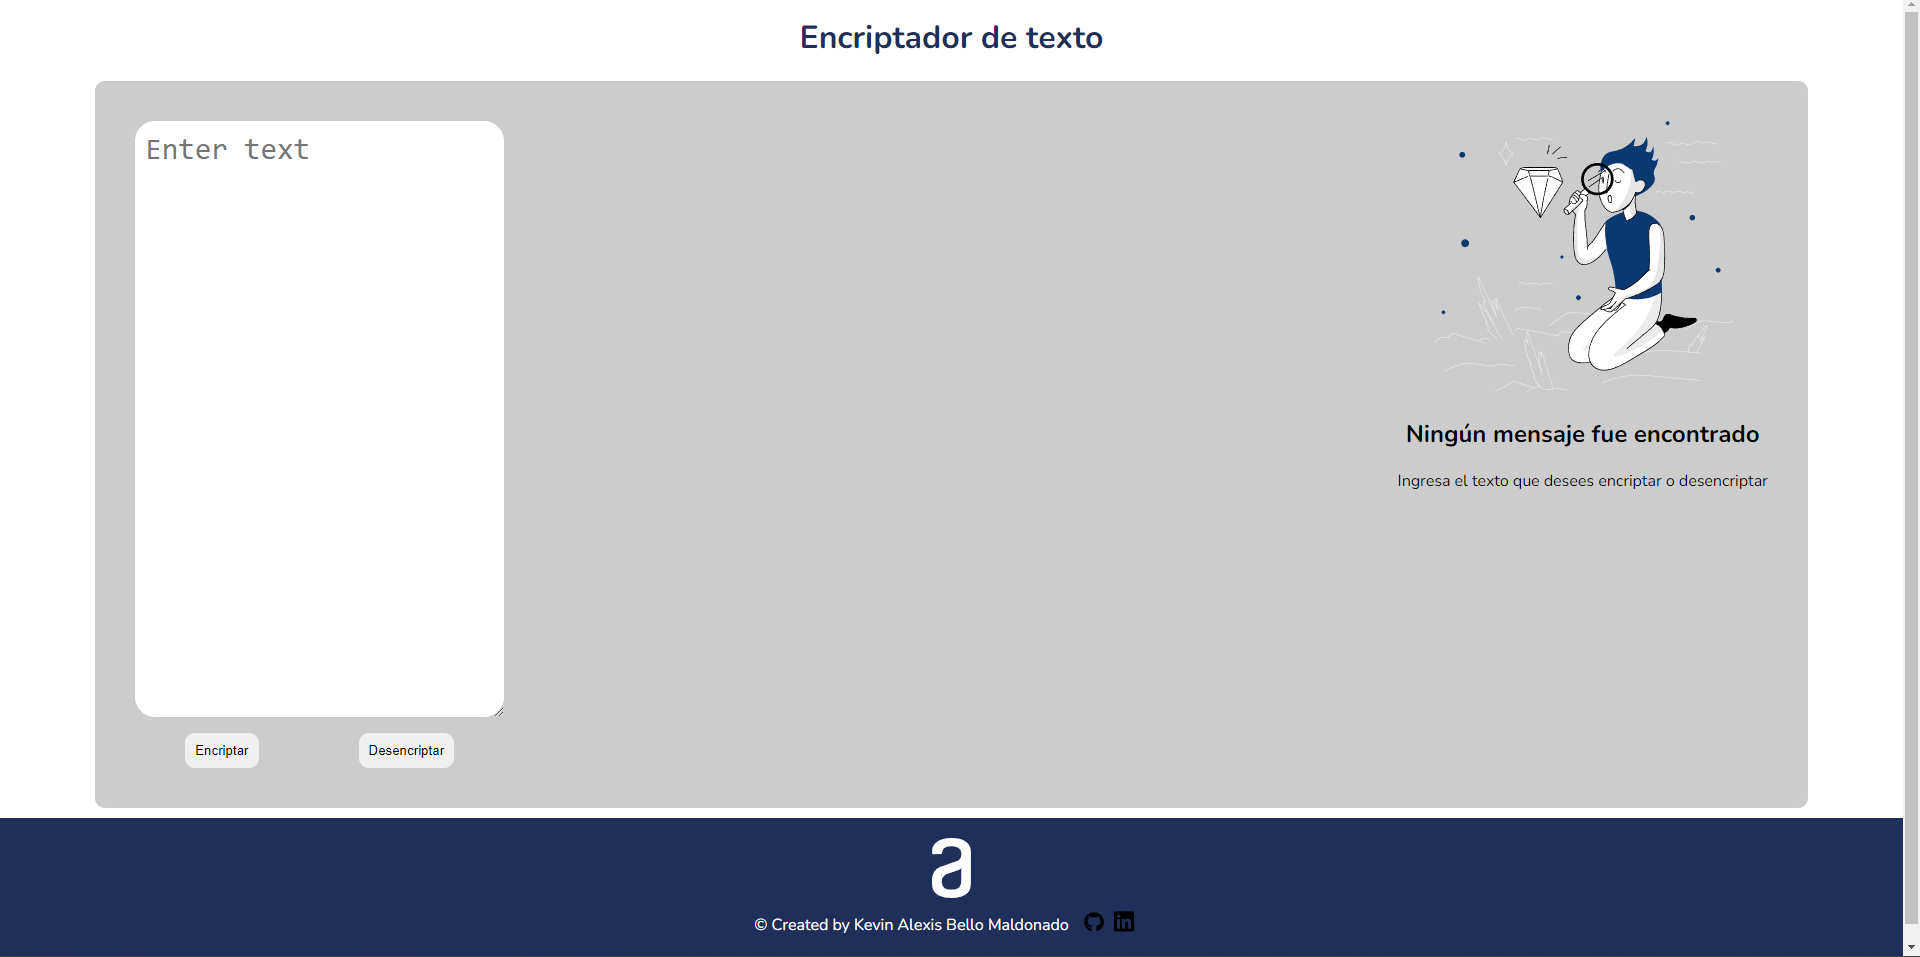 Encriptador de texto
Enter text
Ningún mensaje fue encontrado
Ingresa el texto que desees encriptar o desencriptar
Encriptar
Desencriptar
a
© Created by Kevin Alexis Bello Maldonado
in